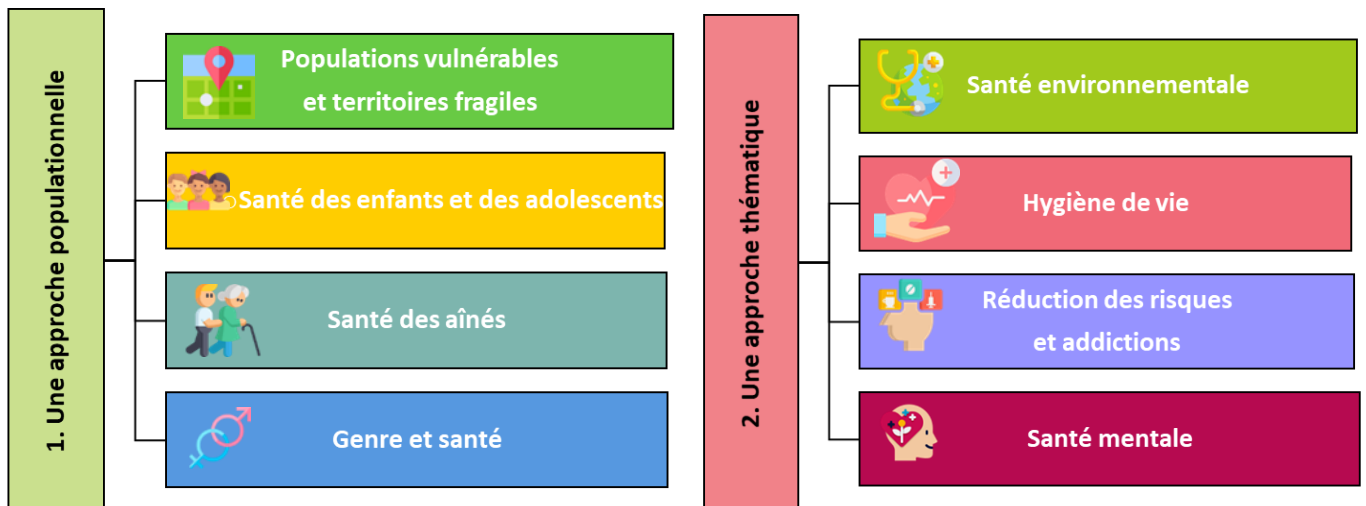 1. Une approche populationnelle
Populations vulnérables
et territoires fragiles
Santé des enfants et des adolescents
Santé des aînés
Genre et santé
2. Une approche thématique
Santé environnementale
Hygiène de vie
Réduction des risques
et addictions
Santé mentale